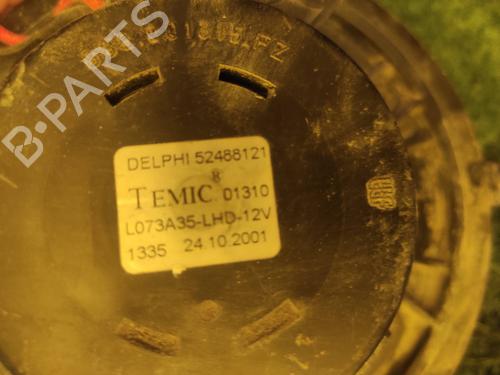 B-PARTS
DELPHI 52488121
TEMIC ® 01310
L073A35-LHD-12V
1335 24.10.2001